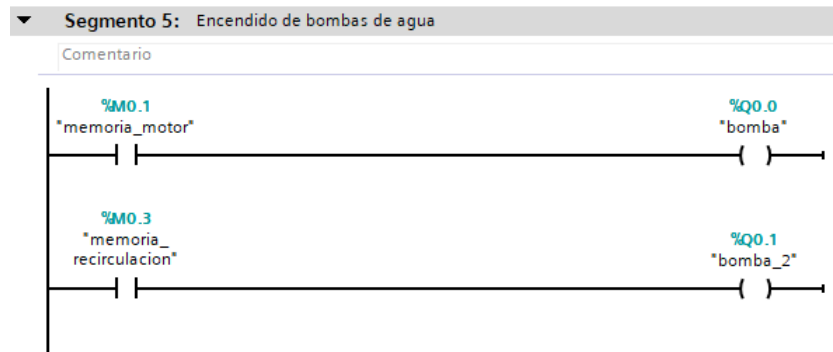 Segmento 5: Encendido de bombas de agua
Comentario
%M0.1
"memoria_motor"
%Q0.0
"bomba"
%M0.3
"memoria_
recirculacion"
%Q0.1
"bomba_2"